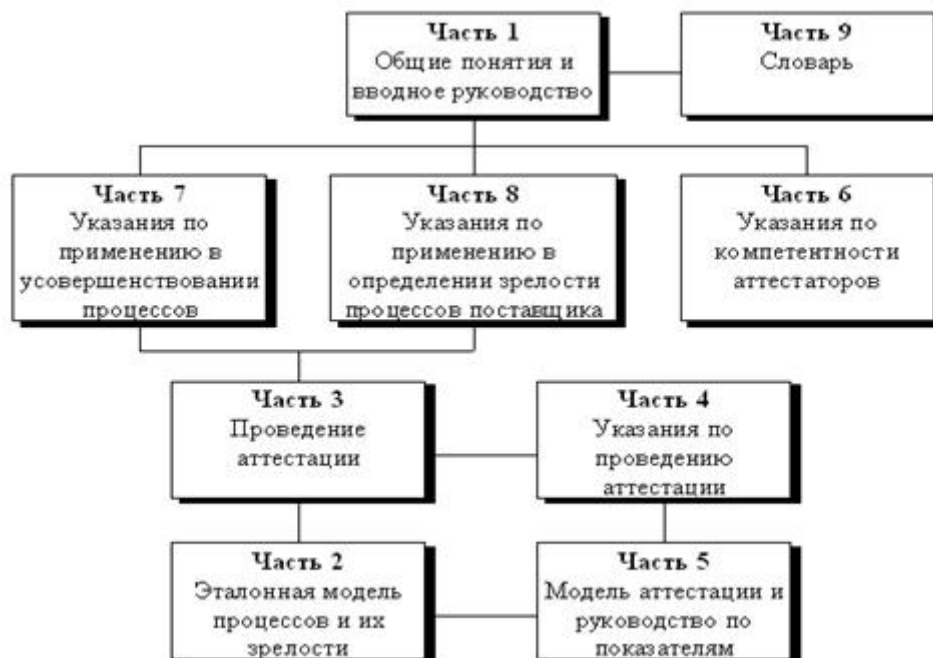 Часть 1
Общие понятия и
вводное руководство
Часть 9
Словарь
Часть 7
Указания по
применению в
усовершенствовании
процессов
Часть 8
Указания по
применению в
определении зрелости
процессов поставщика
Часть 6
Указания по
компетентности
аттестаторов
Часть 3
Проведение
аттестации
Часть 4
Указания по
проведению
аттестации
Часть 2
Эталонная модель
процессов и их
зрелости
Часть 5
Модель аттестации и
руководство по
показателям